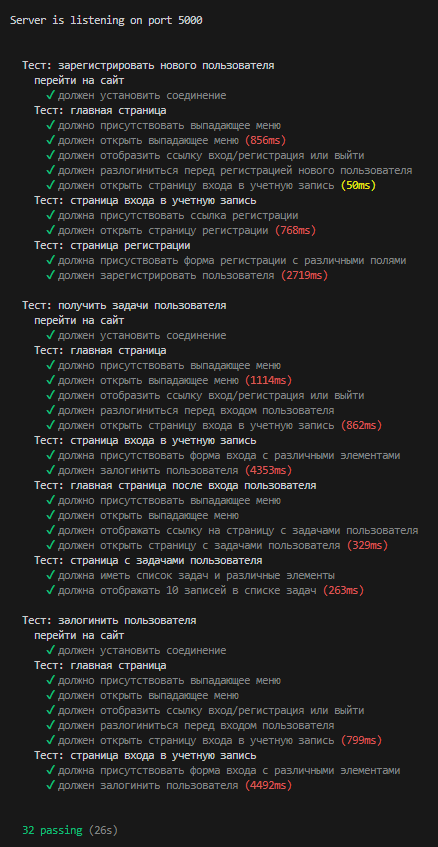 Server is listening on port 5000
Тест: зарегистрировать нового пользователя
перейти на сайт
✓ должен установить соединение
Тест: главная страница
✓ должно присутствовать выпадающее меню
✓ должен открыть выпадающее меню (856ms)
✓ должен отобразить ссылку вход/регистрация или выйти
✓ должен разлогиниться перед регистрацией нового пользователя
✓ должен открыть страницу входа в учетную запись (50ms)
Тест: страница входа в учетную запись
✓ должна присутствовать ссылка регистрации
✓ должен открыть страницу регистрации (768ms)
Тест: страница регистрации
✓ должна присуствовать форма регистрации с различными полями
✓ должен зарегистрировать пользователя (2719ms)
Тест: получить задачи пользователя
перейти на сайт
✓ должен установить соединение
Тест: главная страница
✓ должно присутствовать выпадающее меню
✓ должен открыть выпадающее меню (1114ms)
✓ должен отобразить ссылку вход/регистрация или выйти
✓ должен разлогиниться перед входом пользователя
✓ должен открыть страницу входа в учетную запись (862ms)
Тест: страница входа в учетную запись
✓ должна присутствовать форма входа с различными элементами
✓ должен залогинить пользователя (4353ms)
Тест: главная страница после входа пользователя
✓ должно присутствовать выпадающее меню
✓ должен открыть выпадающее меню
✓ должен отображать ссылку на страницу с задачами пользователя
✓ должен открыть страницу с задачами пользователя (329ms)
Тест: страница с задачами пользователя
✓ должна иметь список задач и различные элементы
✓ должна отображать 10 записей в списке задач (263ms)
Тест: залогинить пользователя
перейти на сайт
✓ должен установить соединение
Тест: главная страница
✓ должно присутствовать выпадающее меню
✓ должен открыть выпадающее меню
✓ должен отобразить ссылку вход/регистрация или выйти
✓ должен разлогиниться перед входом пользователя
✓ должен открыть страницу входа в учетную запись (799ms)
Тест: страница входа в учетную запись
✓ должна присутствовать форма входа с различными элементами
✓ должен залогинить пользователя (4492ms)
32 passing (26s)